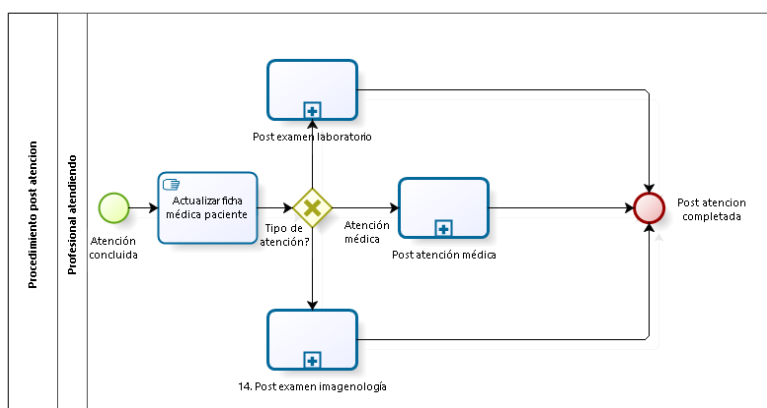 Procedimiento post atencion
Profesional atendiendo
Post examen laboratorio
Actualizar ficha
médica paciente
Atención
concluida
Tipo de
atención?
Atención
médica
Post atención médica
Post atencion
completada
14. Post examen imagenología